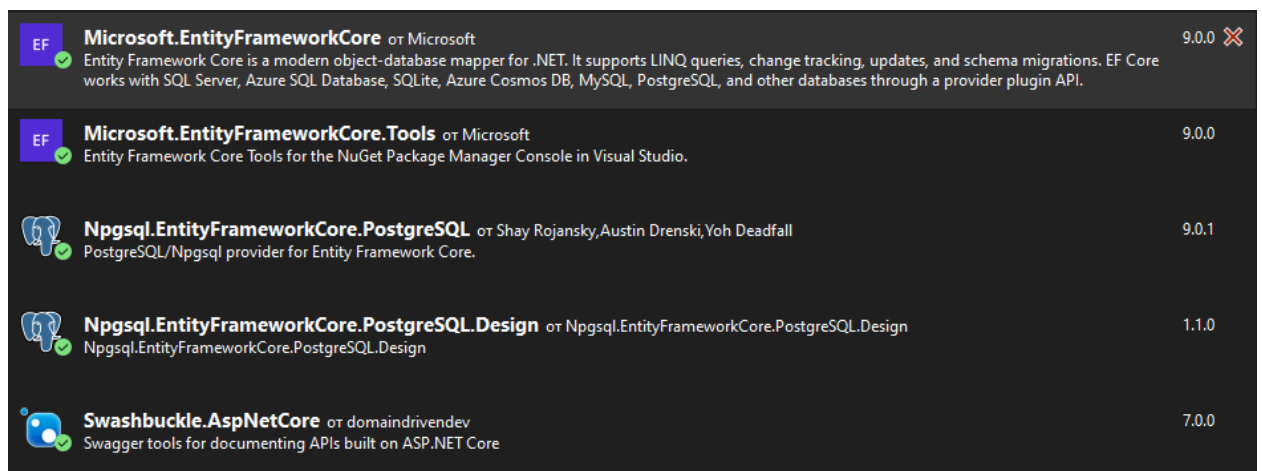 EF Microsoft.EntityFrameworkCore от Microsoft 9.0.0
Entity Framework Core is a modern object-database mapper for .NET. It supports LINQ queries, change tracking, updates, and schema migrations. EF Core
works with SQL Server, Azure SQL Database, SQLite, Azure Cosmos DB, MySQL, PostgreSQL, and other databases through a provider plugin API.
EF Microsoft.EntityFrameworkCore.Tools от Microsoft 9.0.0
Entity Framework Core Tools for the NuGet Package Manager Console in Visual Studio.
Npgsql.EntityFrameworkCore.PostgreSQL от Shay Rojansky,Austin Drenski,Yoh Deadfall 9.0.1
PostgreSQL/Npgsql provider for Entity Framework Core.
Npgsql.EntityFrameworkCore.PostgreSQL.Design от Npgsql.EntityFrameworkCore.PostgreSQL.Design 1.1.0
Npgsql.EntityFrameworkCore.PostgreSQL.Design
Swashbuckle.AspNetCore от domaindrivendev 7.0.0
Swagger tools for documenting APIs built on ASP.NET Core